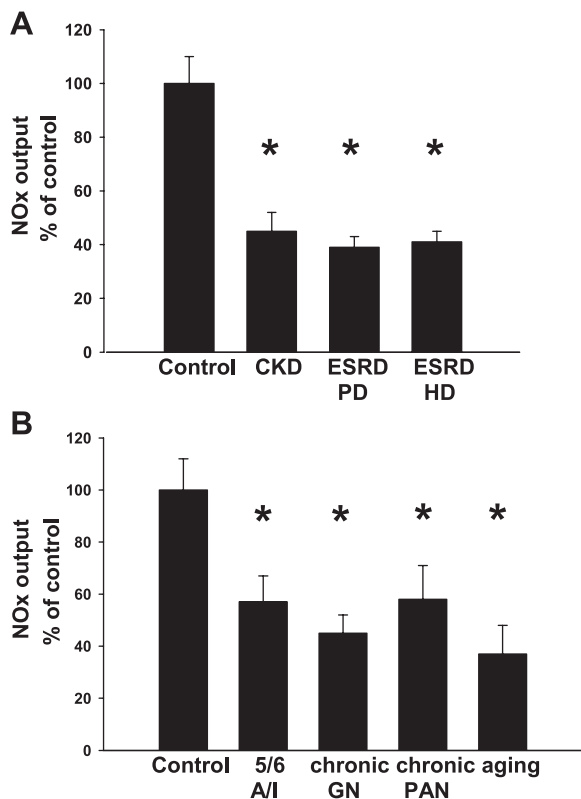 A
NOx output
% of control
120
100
80
60
40
20
0
*
*
*
Control CKD ESRD ESRD
PD HD
B
NOx output
% of control
120
100
80
60
40
20
0
*
*
*
*
Control 5/6 chronic chronic aging
A/I GN PAN